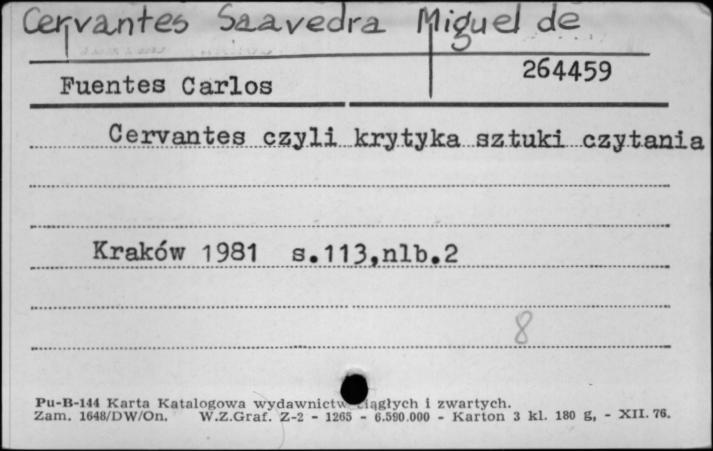 Cervantes Saavedra Miguel de
264459
Fuentes Carlos
Cervantes czyli krytyka sztuki czytania
Kraków 1981 s.113,nlb.2
8
Pu-B-144 Karta Katalogowa wydawnictw ciągłych i zwartych.
Zam. 1648/DW/On. W.Z.Graf. Z-2 - 1265 - 6.590.000 - Karton 3 kl. 180 g, - XII. 76.